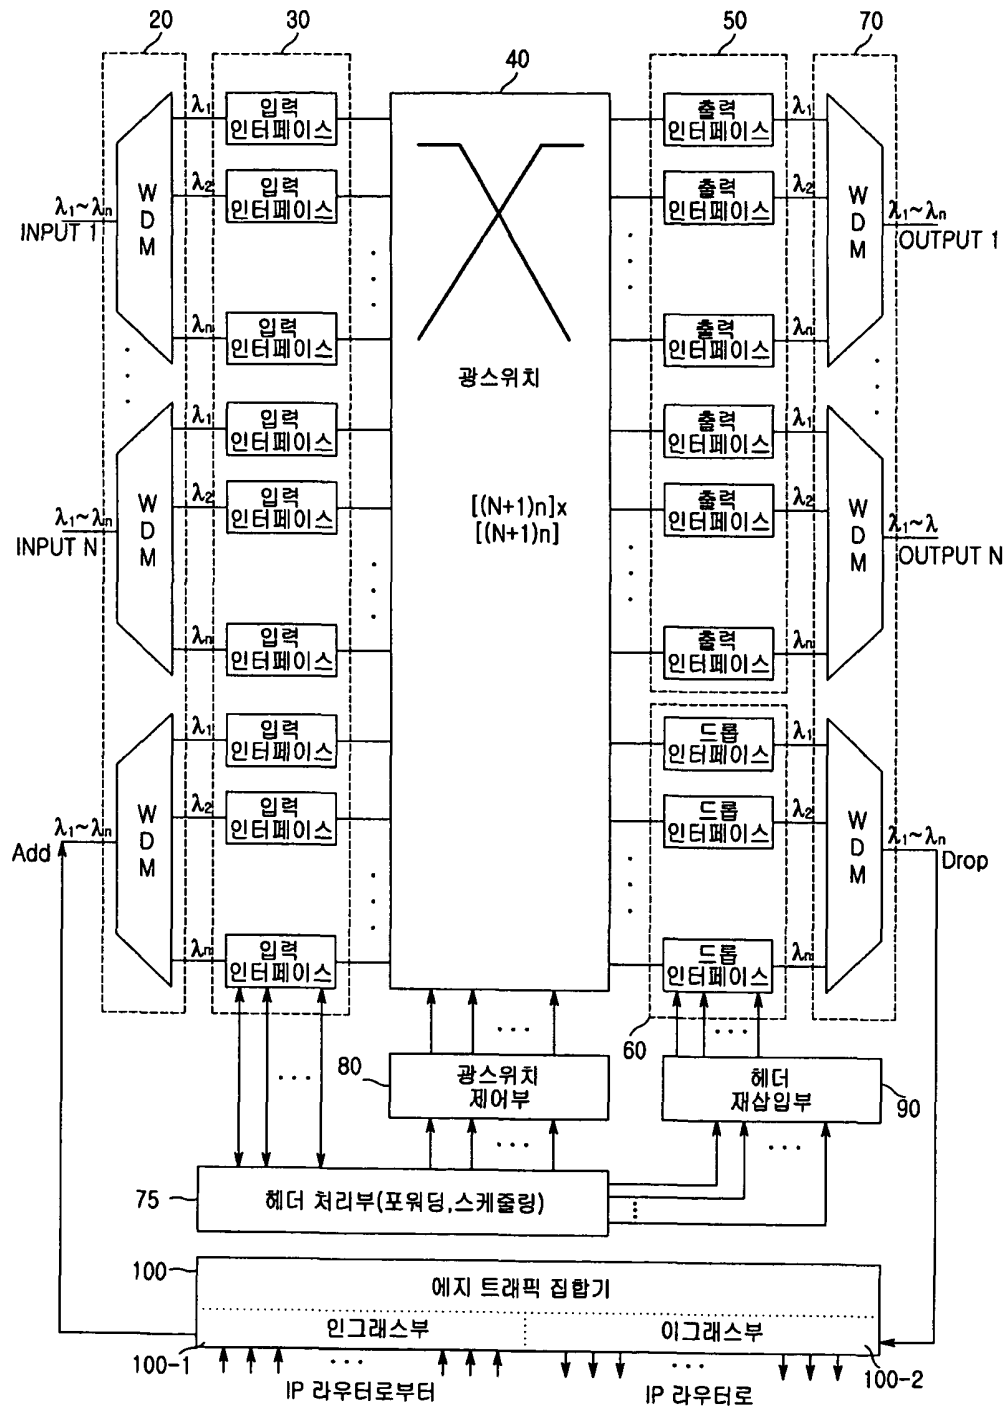 20
30
40
50
70
λ1
입력
인터페이스
λ2
입력
인터페이스
λn
입력
인터페이스
W
D
M
λ1~λn
INPUT 1
λ1
입력
인터페이스
λ2
입력
인터페이스
λn
입력
인터페이스
W
D
M
λ1~λn
INPUT N
λ1
입력
인터페이스
λ2
입력
인터페이스
λn
입력
인터페이스
W
D
M
λ1~λn
Add
광스위치
[(N+1)n]x
[(N+1)n]
출력
인터페이스
λ1
출력
인터페이스
λ2
출력
인터페이스
λn
W
D
M
λ1~λn
OUTPUT 1
출력
인터페이스
λ1
출력
인터페이스
λ2
출력
인터페이스
λn
W
D
M
λ1~λ
OUTPUT N
드롭
인터페이스
λ1
드롭
인터페이스
λ2
드롭
인터페이스
λn
W
D
M
λ1~λn
Drop
60
80
광스위치
제어부
헤더
재삽입부
90
75
헤더 처리부(포워딩,스케줄링)
100
에지 트래픽 집합기
인그래스부
이그래스부
100-1
100-2
IP 라우터로부터
IP 라우터로